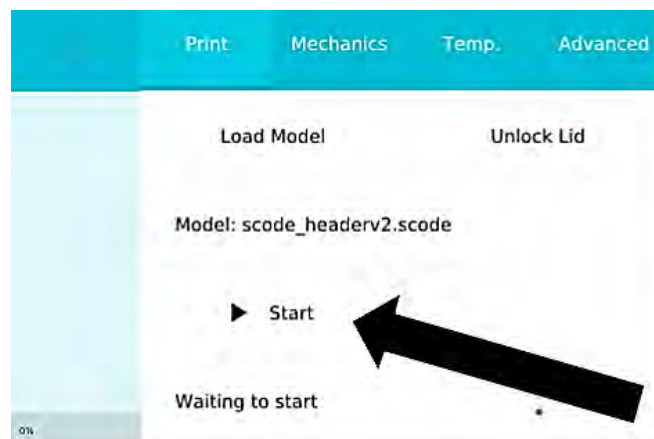 Print Mechanics Temp. Advanced
Load Model Unlock Lid
Model: scode_headerv2.scode
Start
Waiting to start
0%